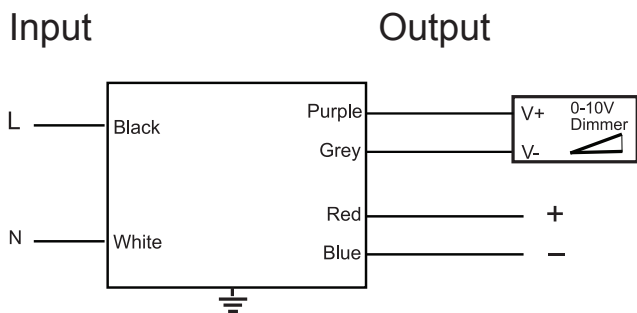 Input
Output
L
Black
Purple
V+
0-10V
Dimmer
Grey
V-
Red
+
N
White
Blue
−